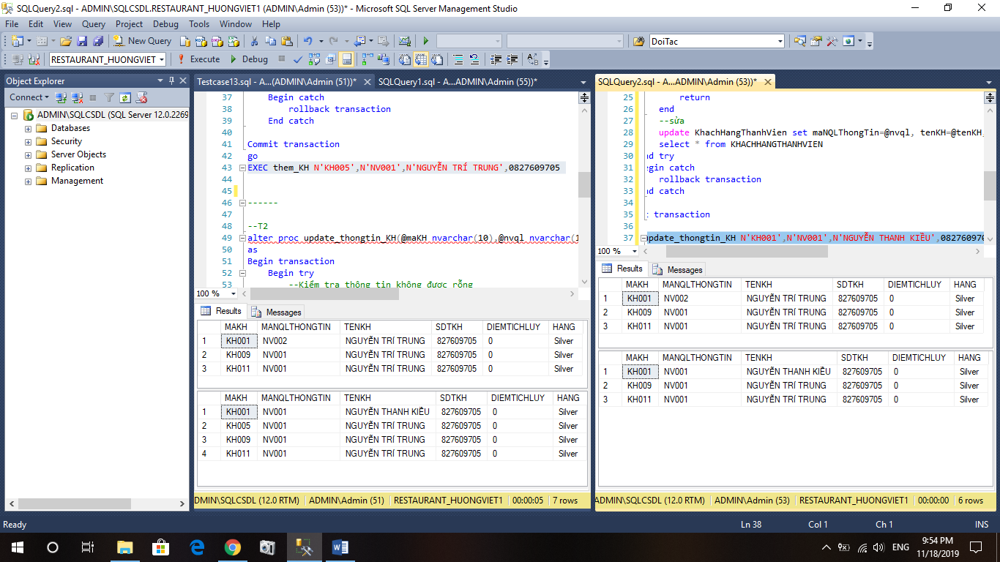 SQLQuery2.sql - ADMIN\SQLCSDL.RESTAURANT_HUONGVIET1 (ADMIN\Admin (53))* - Microsoft SQL Server Management Studio
File Edit View Query Project Debug Tools Window Help
New Query DoiTac
RESTAURANT_HUONGVIET Execute Debug
Object Explorer
Connect
ADMIN\SQLCSDL (SQL Server 12.0.2269
Databases
Security
Server Objects
Replication
Management
Testcase13.sql - A...(ADMIN\Admin (51))* SQLQuery1.sql - A...ADMIN\Admin (55))*
37 Begin catch
38 rollback transaction
39 End catch
40
41 Commit transaction
42 go
43 EXEC them_KH N'KH005',N'NV001',N'NGUYỄN TRÍ TRUNG',0827609705
44
45
46 ------
47
48 --T2
49 alter proc update_thongtin_KH(@maKH nvarchar(10),@nvql nvarchar(1
50 as
51 Begin transaction
52 Begin try
53 --Kiểm tra thông tin không được rỗng
100 %
Results Messages
MAKH MANQLTHONGTIN TENKH SDTKH DIEMTICHLUY HANG
1 KH001 NV002 NGUYỄN TRÍ TRUNG 827609705 0 Silver
2 KH009 NV001 NGUYỄN TRÍ TRUNG 827609705 0 Silver
3 KH011 NV001 NGUYỄN TRÍ TRUNG 827609705 0 Silver
MAKH MANQLTHONGTIN TENKH SDTKH DIEMTICHLUY HANG
1 KH001 NV001 NGUYỄN THANH KIỀU 827609705 0 Silver
2 KH005 NV001 NGUYỄN TRÍ TRUNG 827609705 0 Silver
3 KH009 NV001 NGUYỄN TRÍ TRUNG 827609705 0 Silver
4 KH011 NV001 NGUYỄN TRÍ TRUNG 827609705 0 Silver
DMIN\SQLCSDL (12.0 RTM) ADMIN\Admin (51) RESTAURANT_HUONGVIET1 00:00:05 7 rows
SQLQuery2.sql - A...ADMIN\Admin (53))*
25 return
26 end
27 --sửa
28 update KhachHangThanhVien set maNQLThongTin=@nvql, tenKH=@tenKH,
29 select * from KHACHHANGTHANHVIEN
30 nd try
31 egin catch
32 rollback transaction
33 nd catch
34
35 t transaction
36
37 update_thongtin_KH N'KH001',N'NV001',N'NGUYỄN THANH KIỀU',082760970
100 %
Results Messages
MAKH MANQLTHONGTIN TENKH SDTKH DIEMTICHLUY HANG
1 KH001 NV002 NGUYỄN TRÍ TRUNG 827609705 0 Silver
2 KH009 NV001 NGUYỄN TRÍ TRUNG 827609705 0 Silver
3 KH011 NV001 NGUYỄN TRÍ TRUNG 827609705 0 Silver
MAKH MANQLTHONGTIN TENKH SDTKH DIEMTICHLUY HANG
1 KH001 NV001 NGUYỄN THANH KIỀU 827609705 0 Silver
2 KH009 NV001 NGUYỄN TRÍ TRUNG 827609705 0 Silver
3 KH011 NV001 NGUYỄN TRÍ TRUNG 827609705 0 Silver
ADMIN\SQLCSDL (12.0 RTM) ADMIN\Admin (53) RESTAURANT_HUONGVIET1 00:00:00 6 rows
Ready Ln 38 Col 1 Ch 1 INS
ENG 9:54 PM
11/18/2019